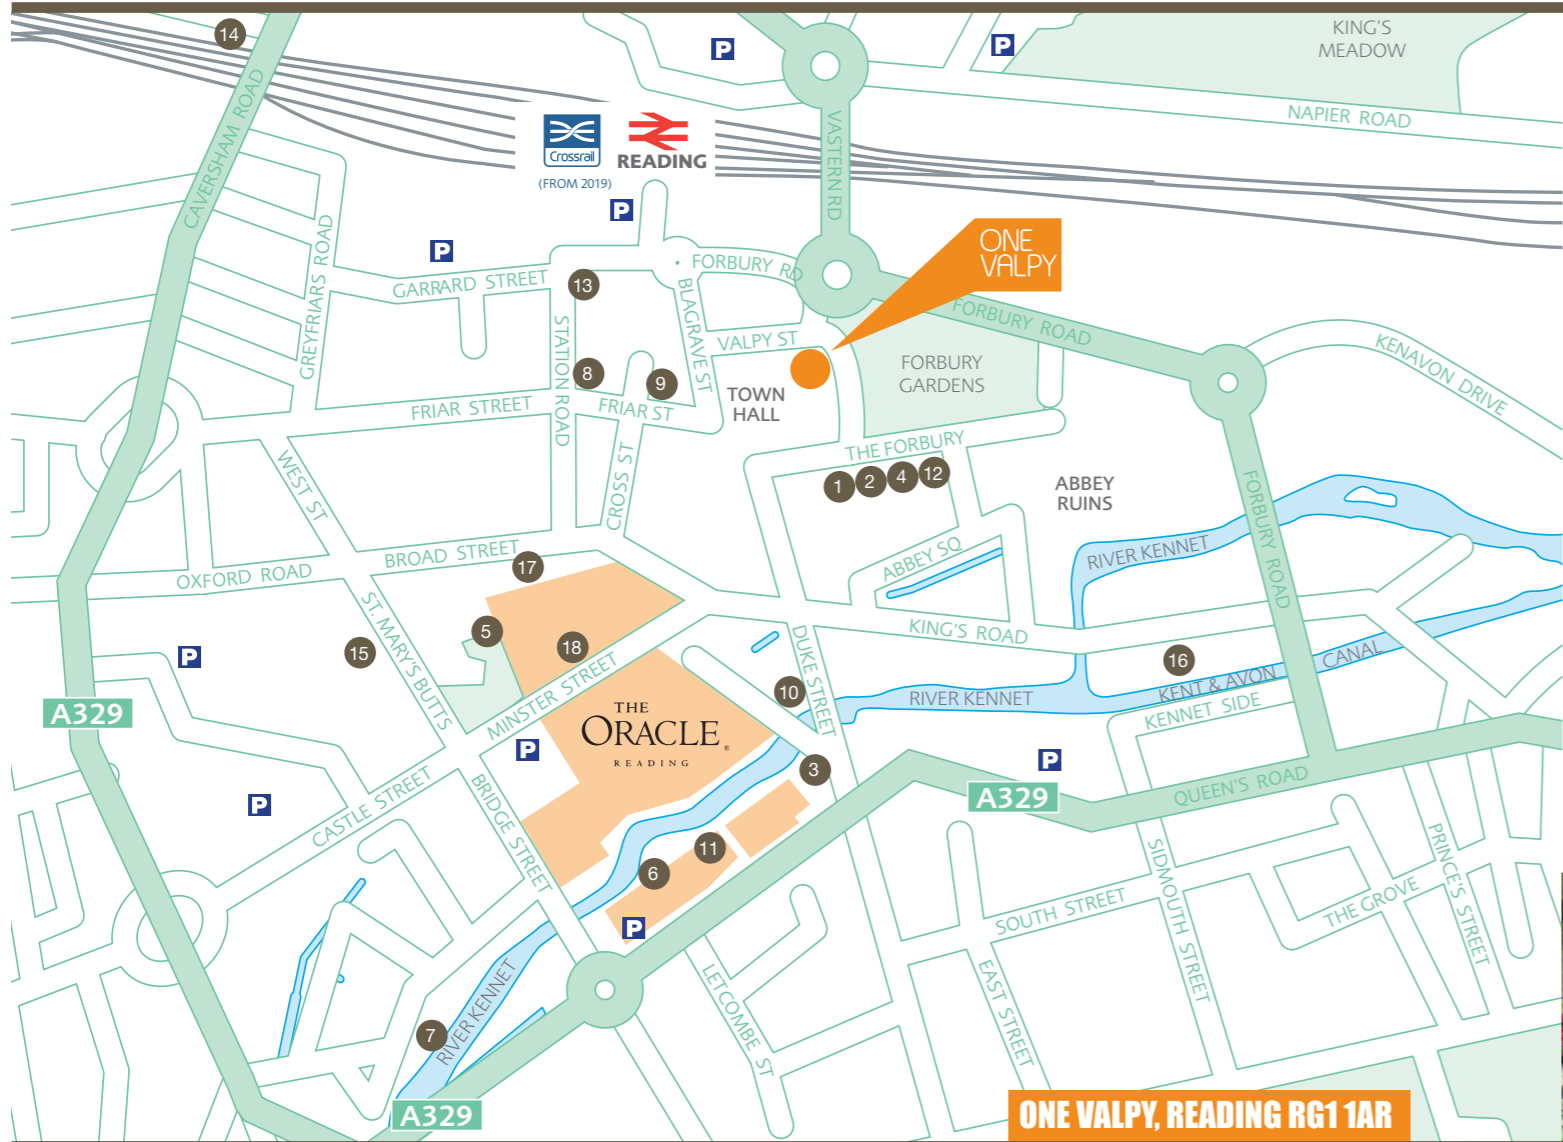 14
P
P
KING'S
MEADOW
CAVERSHAM ROAD
VASTERN RD
NAPIER ROAD
Crossrail
READING
(FROM 2019)
P
P
ONE
VALPY
GREYFRIARS ROAD
GARRARD STREET
13
FORBURY RD
BLAGRAVE ST
FORBURY ROAD
VALPY ST
KENAVON DRIVE
STATION ROAD
8
9
FORBURY
GARDENS
TOWN
HALL
FRIAR STREET
FRIAR ST
THE FORBURY
WEST ST
CROSS ST
1
2
4
12
ABBEY
RUINS
FORBURY ROAD
BROAD STREET
17
OXFORD ROAD
ABBEY SQ
RIVER KENNET
ST. MARY'S BUTTS
5
18
15
P
KING'S ROAD
DUKE STREET
16
MINSTER STREET
10
RIVER KENNET
KENT & AVON
CANAL
KENNET SIDE
A329
THE
ORACLE®
READING
P
3
P
A329
QUEEN'S ROAD
P
CASTLE STREET
BRIDGE STREET
11
6
P
SIDMOUTH STREET
PRINCE'S STREET
THE GROVE
SOUTH STREET
EAST STREET
LETCOMBE ST
RIVER KENNET
7
A329
ONE VALPY, READING RG1 1AR